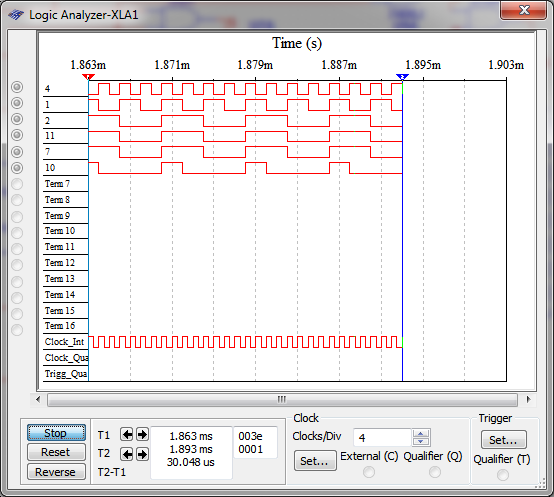 Logic Analyzer-XLA1
Time (s)
1.863m 1.871m 1.879m 1.887m 1.895m 1.903m
1 2
4
1
2
11
7
10
Term 7
Term 8
Term 9
Term 10
Term 11
Term 12
Term 13
Term 14
Term 15
Term 16
Clock_Int
Clock_Qua
Trigg_Qua
Stop
Reset
Reverse
T1 1.863 ms 003e
T2 1.893 ms 0001
T2-T1 30.048 us
Clock
Clocks/Div 4
Set... External (C) Qualifier (Q)
Trigger
Set...
Qualifier (T)